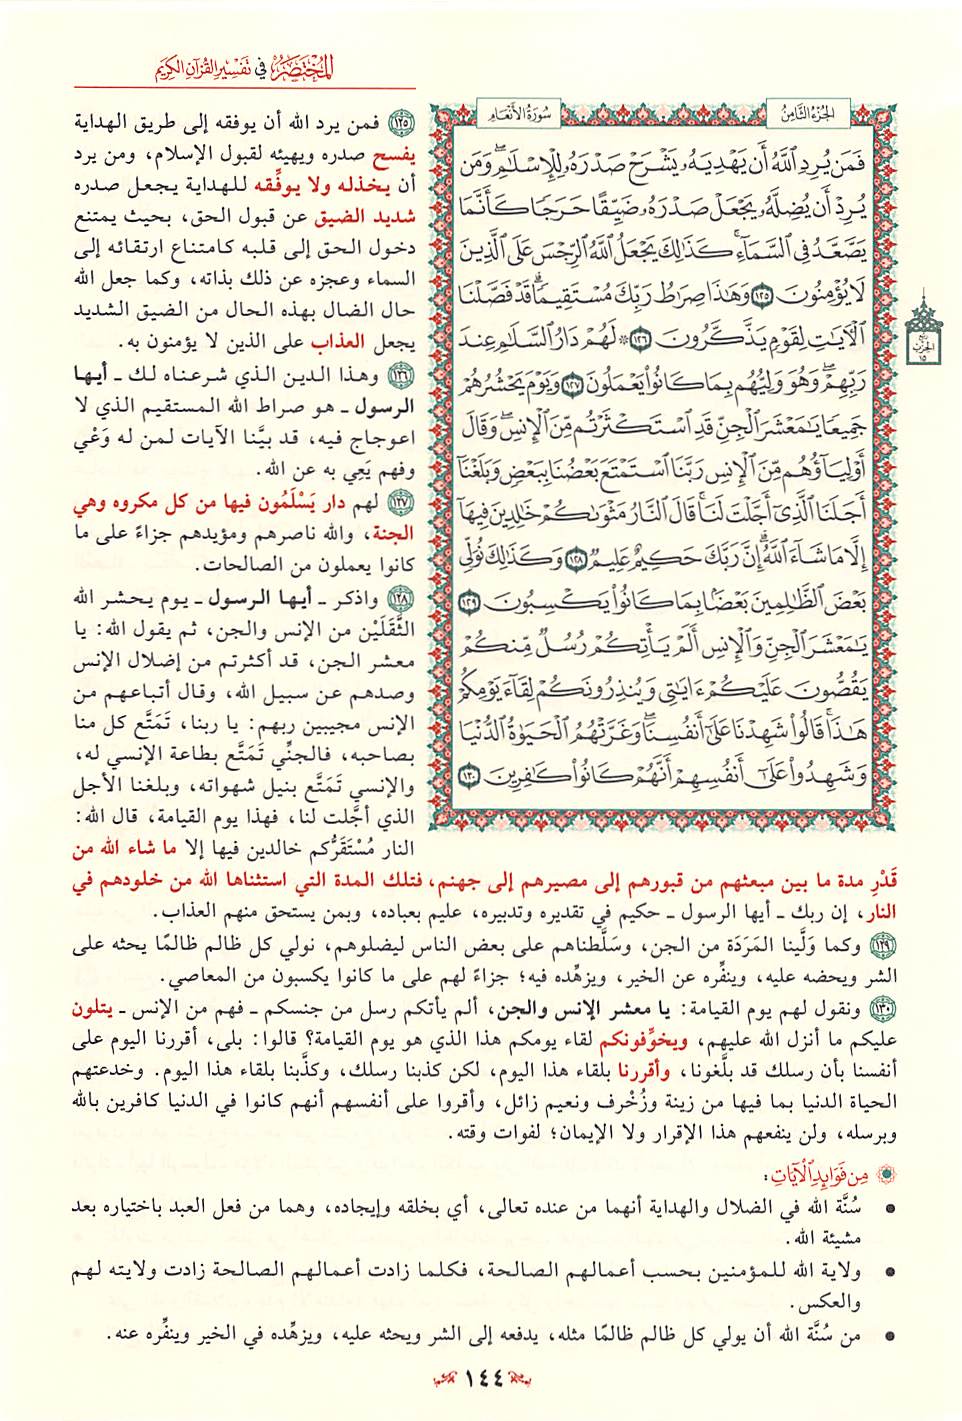 المُخْتَصَرُ في تَفْسِيرِ القُرْآنِ الكَرِيم
الجُزْءُ الثَّامِنُ
سُورَةُ الأَنْعَام
فَمَن يُرِدِ ٱللَّهُ أَن يَهْدِيَهُۥ يَشْرَحْ صَدْرَهُۥ لِلْإِسْلَٰمِۖ وَمَن
يُرِدْ أَن يُضِلَّهُۥ يَجْعَلْ صَدْرَهُۥ ضَيِّقًا حَرَجًا كَأَنَّمَا
يَصَّعَّدُ فِي ٱلسَّمَآءِۚ كَذَٰلِكَ يَجْعَلُ ٱللَّهُ ٱلرِّجْسَ عَلَى ٱلَّذِينَ
لَا يُؤْمِنُونَ ١٢٥ وَهَٰذَا صِرَٰطُ رَبِّكَ مُسْتَقِيمًاۗ قَدْ فَصَّلْنَا
ٱلْأٓيَٰتِ لِقَوْمٍ يَذَّكَّرُونَ ١٢٦ ۞ لَهُمْ دَارُ ٱلسَّلَٰمِ عِندَ
رَبِّهِمْۖ وَهُوَ وَلِيُّهُم بِمَا كَانُوا۟ يَعْمَلُونَ ١٢٧ وَيَوْمَ يَحْشُرُهُمْ
جَمِيعًا يَٰمَعْشَرَ ٱلْجِنِّ قَدِ ٱسْتَكْثَرْتُم مِّنَ ٱلْإِنسِۖ وَقَالَ
أَوْلِيَآؤُهُم مِّنَ ٱلْإِنسِ رَبَّنَا ٱسْتَمْتَعَ بَعْضُنَا بِبَعْضٍ وَبَلَغْنَآ
أَجَلَنَا ٱلَّذِىٓ أَجَّلْتَ لَنَاۚ قَالَ ٱلنَّارُ مَثْوَىٰكُمْ خَٰلِدِينَ فِيهَآ
إِلَّا مَا شَآءَ ٱللَّهُۗ إِنَّ رَبَّكَ حَكِيمٌ عَلِيمٌ ١٢٨ وَكَذَٰلِكَ نُوَلِّى
بَعْضَ ٱلظَّٰلِمِينَ بَعْضًۢا بِمَا كَانُوا۟ يَكْسِبُونَ ١٢٩
يَٰمَعْشَرَ ٱلْجِنِّ وَٱلْإِنسِ أَلَمْ يَأْتِكُمْ رُسُلٌ مِّنكُمْ
يَقُصُّونَ عَلَيْكُمْ ءَايَٰتِى وَيُنذِرُونَكُمْ لِقَآءَ يَوْمِكُمْ
هَٰذَاۚ قَالُوا۟ شَهِدْنَا عَلَىٰٓ أَنفُسِنَاۖ وَغَرَّتْهُمُ ٱلْحَيَوٰةُ ٱلدُّنْيَا
وَشَهِدُوا۟ عَلَىٰٓ أَنفُسِهِمْ أَنَّهُمْ كَانُوا۟ كَٰفِرِينَ ١٣٠
ربع
الحزب
١٥
١٢٥ فمن يرد الله أن يوفقه إلى طريق الهداية
يفسح صدره ويهيئه لقبول الإسلام، ومن يرد
أن يخذله ولا يوفِّقه للهداية يجعل صدره
شديد الضيق عن قبول الحق، بحيث يمتنع
دخول الحق إلى قلبه كامتناع ارتقائه إلى
السماء وعجزه عن ذلك بذاته، وكما جعل الله
حال الضال بهذه الحال من الضيق الشديد
يجعل العذاب على الذين لا يؤمنون به.
١٢٦ وهذا الدين الذي شرعناه لك ـ أيها
الرسول ـ هو صراط الله المستقيم الذي لا
اعوجاج فيه، قد بيَّنا الآيات لمن له وَعْي
وفهم يَعِي به عن الله.
١٢٧ لهم دار يَسْلَمُون فيها من كل مكروه وهي
الجنة، والله ناصرهم ومؤيدهم جزاءً على ما
كانوا يعملون من الصالحات.
١٢٨ واذكر ـ أيها الرسول ـ يوم يحشر الله
الثَّقَلَيْن من الإنس والجن، ثم يقول الله: يا
معشر الجن، قد أكثرتم من إضلال الإنس
وصدهم عن سبيل الله، وقال أتباعهم من
الإنس مجيبين ربهم: يا ربنا، تَمَتَّع كل منا
بصاحبه، فالجنِّي تَمَتَّع بطاعة الإنسي له،
والإنسي تَمَتَّع بنيل شهواته، وبلغنا الأجل
الذي أجَّلت لنا، فهذا يوم القيامة، قال الله:
النار مُسْتَقَرُّكم خالدين فيها إلا ما شاء الله من
قَدْرِ مدة ما بين مبعثهم من قبورهم إلى مصيرهم إلى جهنم، فتلك المدة التي استثناها الله من خلودهم في
النار، إن ربك ـ أيها الرسول ـ حكيم في تقديره وتدبيره، عليم بعباده، وبمن يستحق منهم العذاب.
١٢٩ وكما وَلَّينا المَرَدَة من الجن، وسَلَّطناهم على بعض الناس ليضلوهم، نولي كل ظالم ظالمًا يحثه على
الشر ويحضه عليه، وينفِّره عن الخير، ويزهِّده فيه؛ جزاءً لهم على ما كانوا يكسبون من المعاصي.
١٣٠ ونقول لهم يوم القيامة: يا معشر الإنس والجن، ألم يأتكم رسل من جنسكم ـ فهم من الإنس ـ يتلون
عليكم ما أنزل الله عليهم، ويخوِّفونكم لقاء يومكم هذا الذي هو يوم القيامة؟ قالوا: بلى، أقررنا اليوم على
أنفسنا بأن رسلك قد بلَّغونا، وأقررنا بلقاء هذا اليوم، لكن كذبنا رسلك، وكذَّبنا بلقاء هذا اليوم. وخدعتهم
الحياة الدنيا بما فيها من زينة وزُخْرف ونعيم زائل، وأقروا على أنفسهم أنهم كانوا في الدنيا كافرين بالله
وبرسله، ولن ينفعهم هذا الإقرار ولا الإيمان؛ لفوات وقته.
مِن فَوَائِدِ الآيَاتِ:
• سُنَّة الله في الضلال والهداية أنهما من عنده تعالى، أي بخلقه وإيجاده، وهما من فعل العبد باختياره بعد
مشيئة الله.
• ولاية الله للمؤمنين بحسب أعمالهم الصالحة، فكلما زادت أعمالهم الصالحة زادت ولايته لهم
والعكس.
• من سُنَّة الله أن يولي كل ظالم ظالمًا مثله، يدفعه إلى الشر ويحثه عليه، ويزهِّده في الخير وينفِّره عنه.
١٤٤